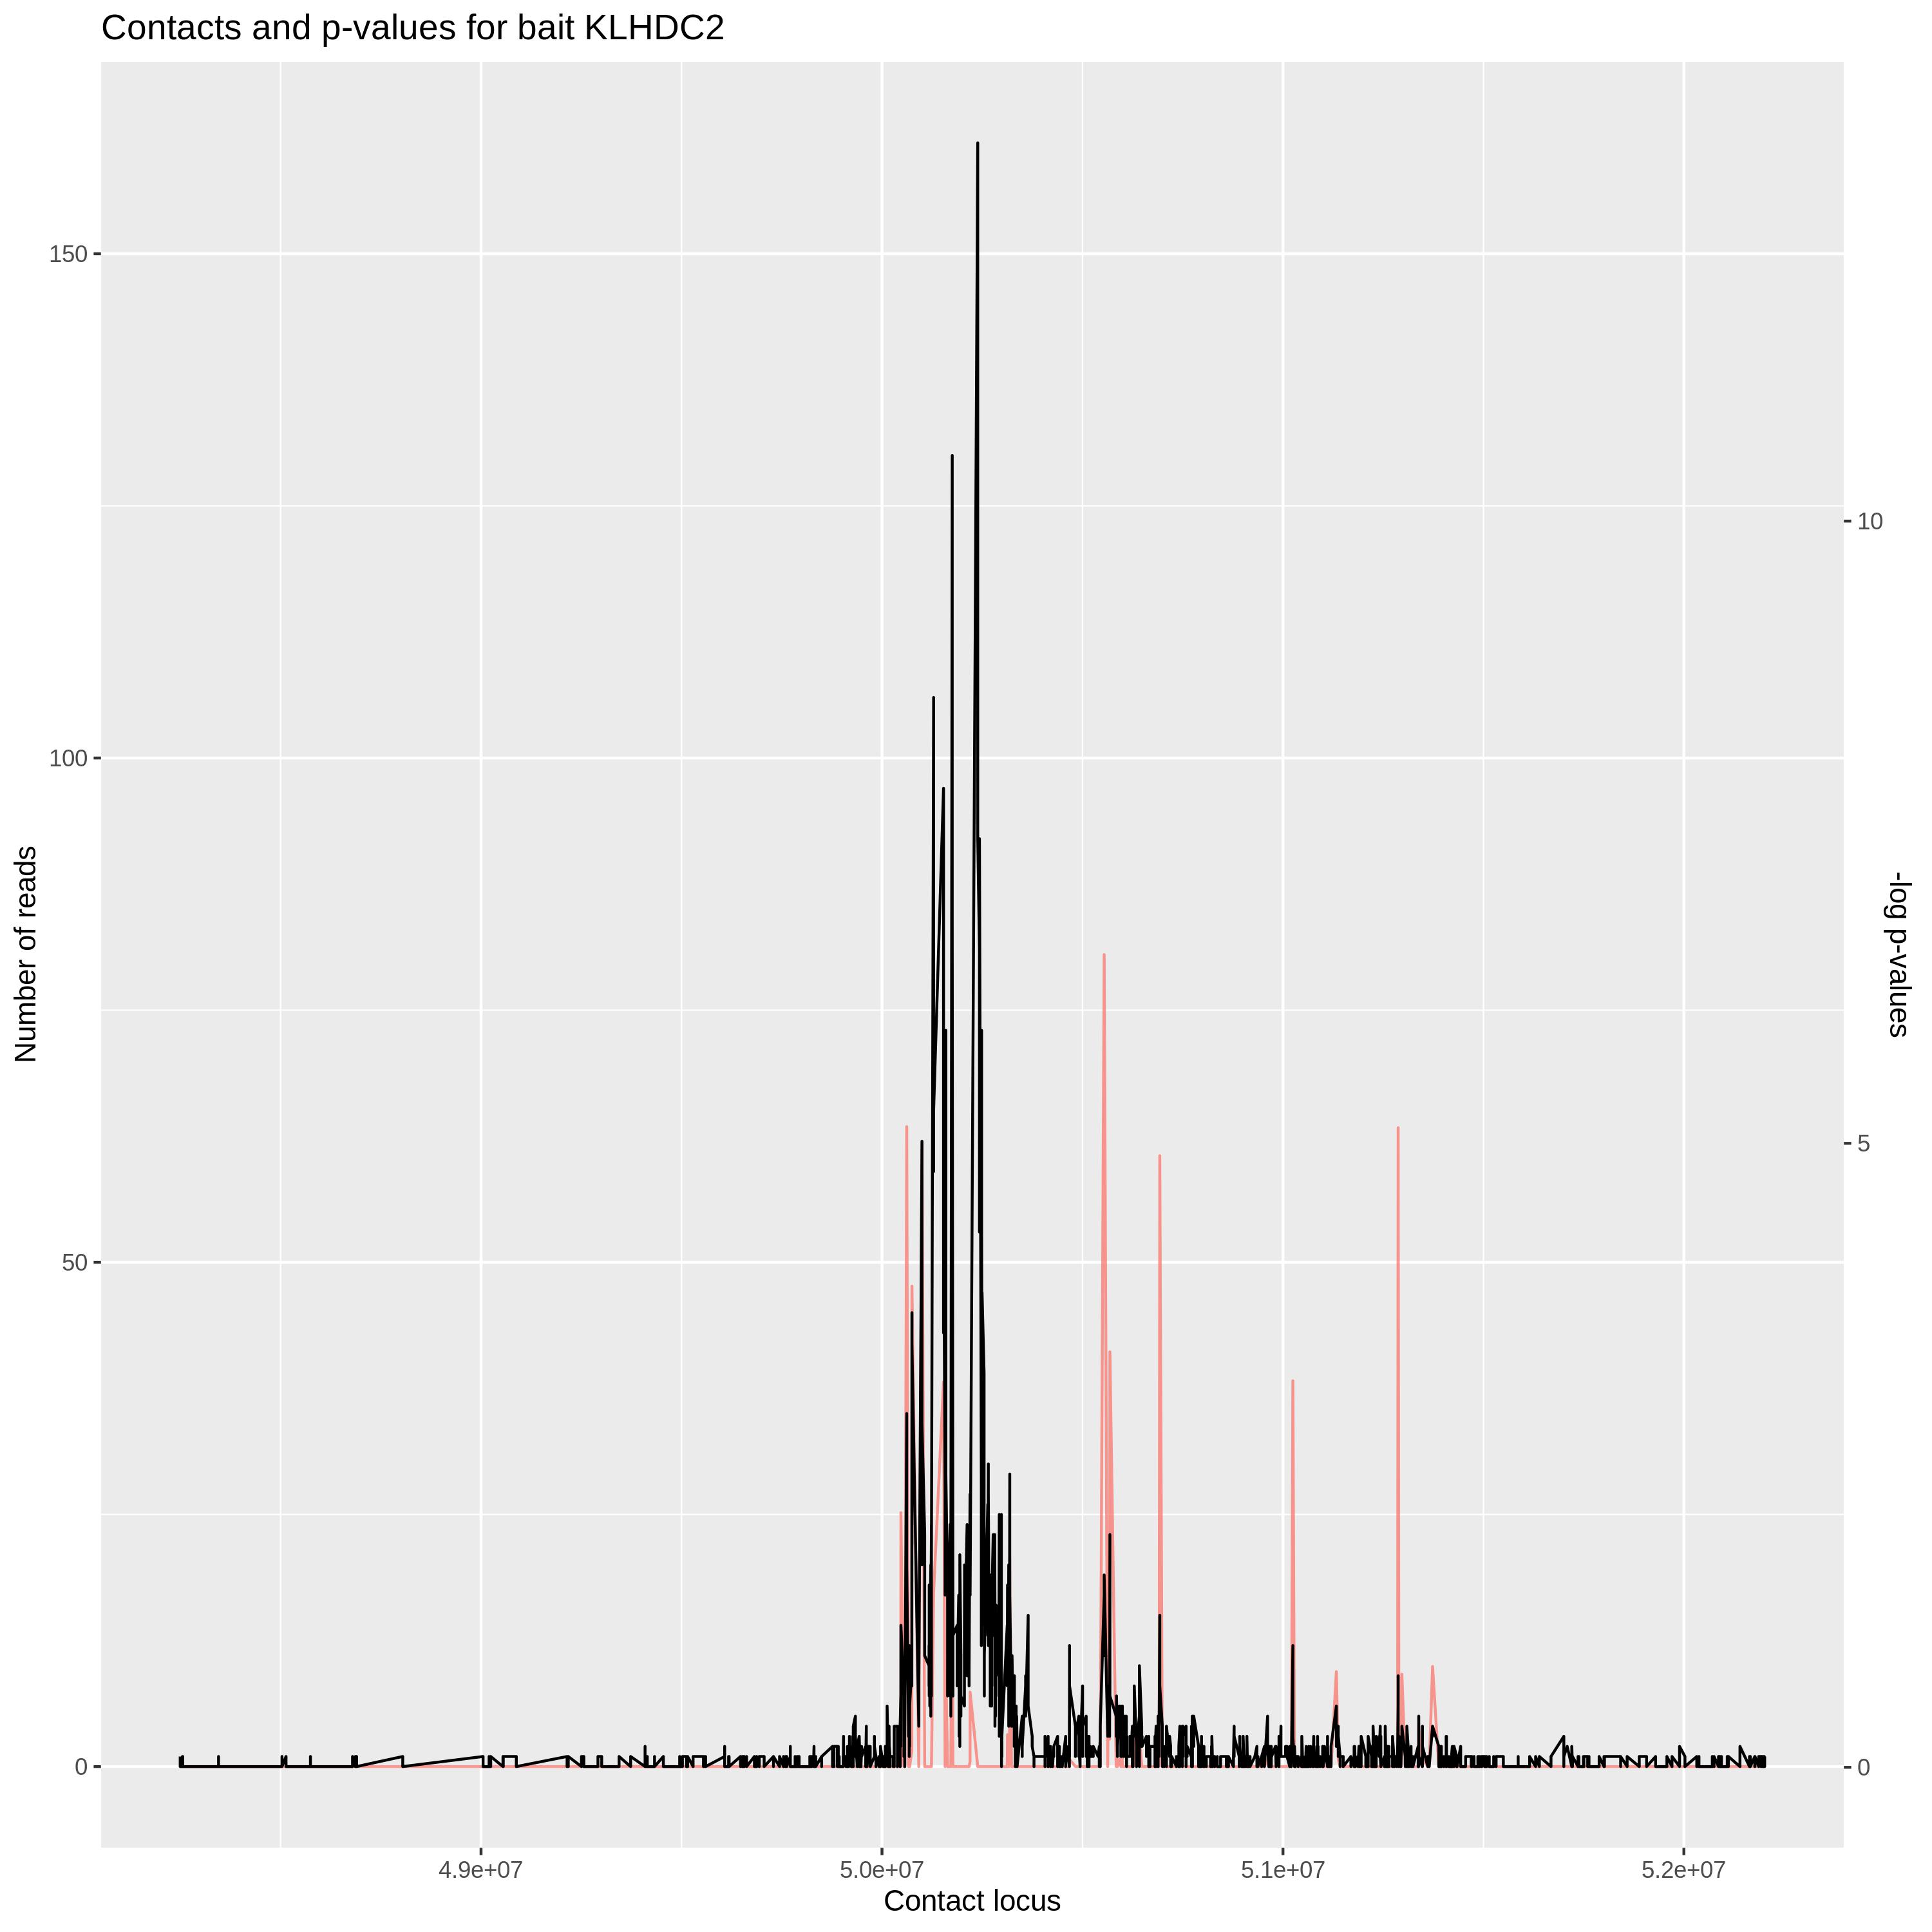 Contacts and p-values for bait KLHDC2
150
100
50
0
Number of reads
10
5
0
-log p-values
4.9e+07 5.0e+07 5.1e+07 5.2e+07
Contact locus